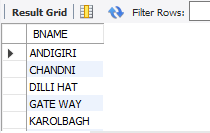 Result Grid Filter Rows:
BNAME
ANDIGIRI
CHANDNI
DILLI HAT
GATE WAY
KAROLBAGH